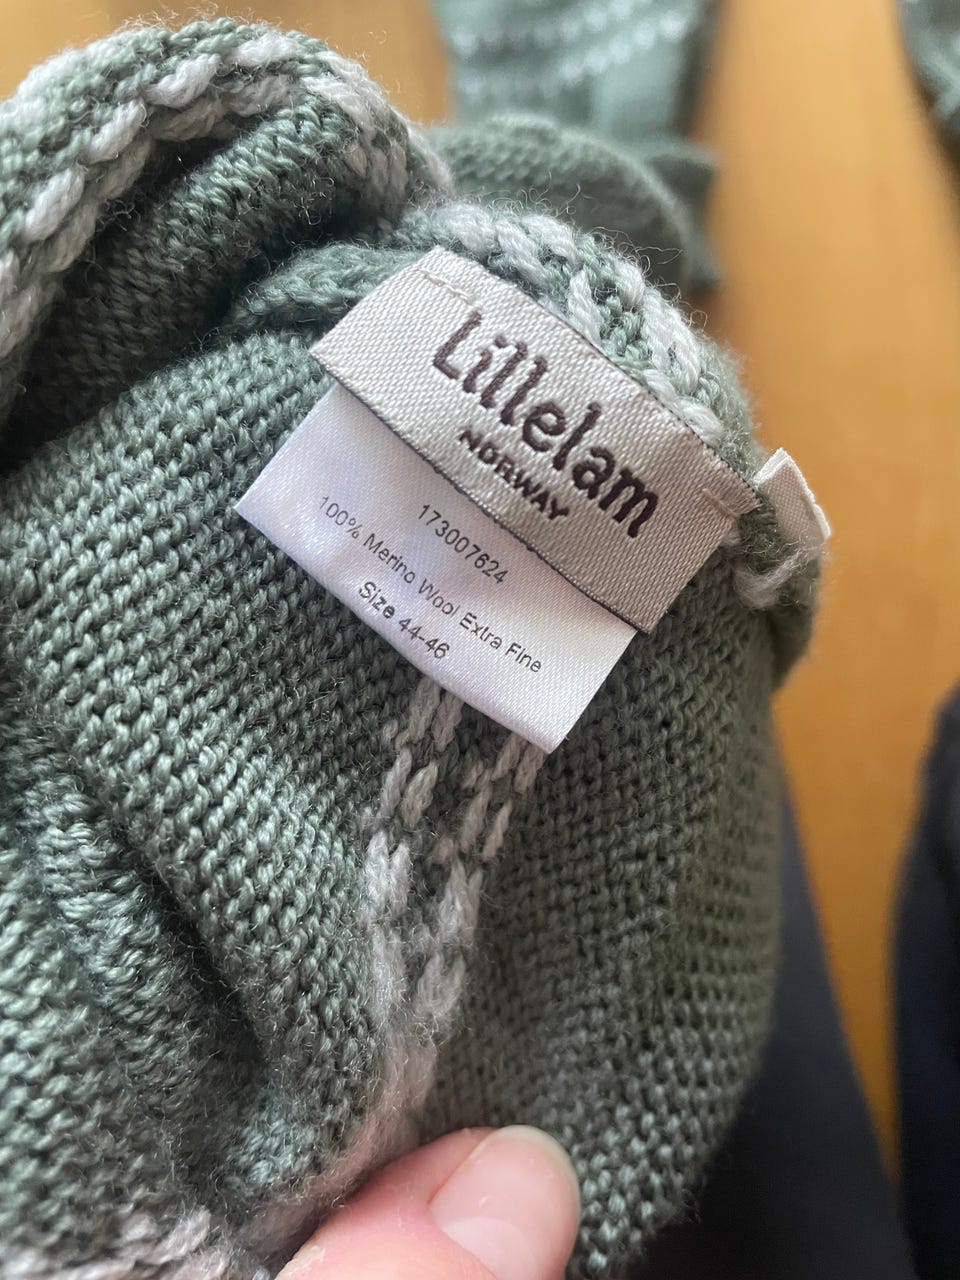 Lillelam
NORWAY
173007624
100% Merino Wool Extra Fine
Size 44-46